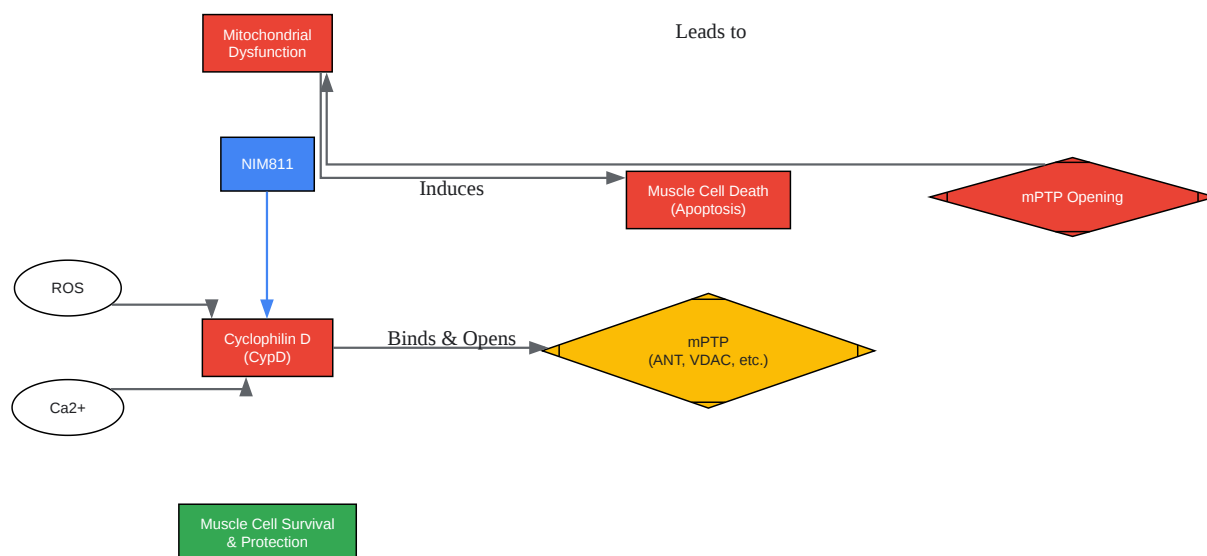 Leads to
Mitochondrial
Dysfunction
NIM811
Induces
Muscle Cell Death
(Apoptosis)
mPTP Opening
ROS
Cyclophilin D
(CypD)
Binds & Opens
mPTP
(ANT, VDAC, etc.)
Ca2+
Muscle Cell Survival
& Protection